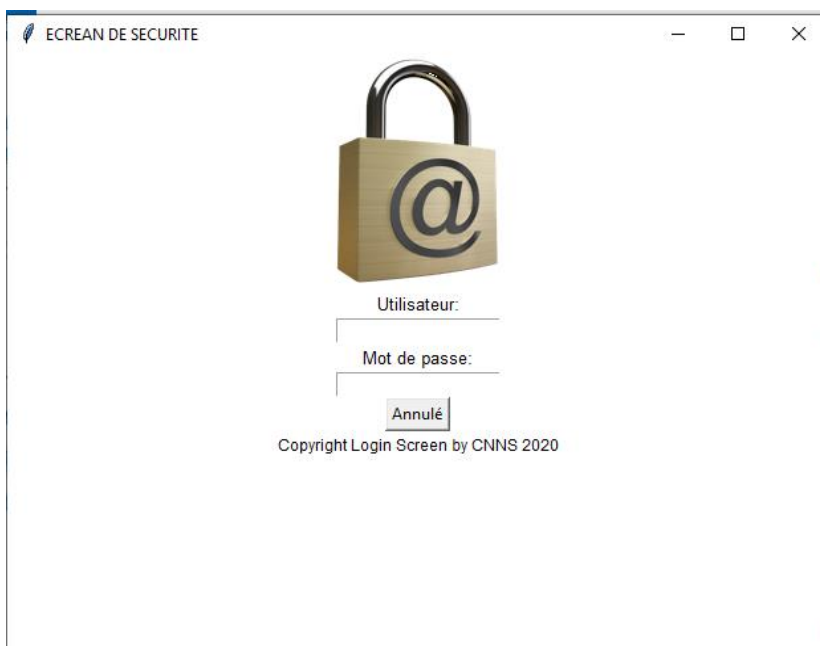 ECREAN DE SECURITE
@
Utilisateur:
Mot de passe:
Annulé
Copyright Login Screen by CNNS 2020